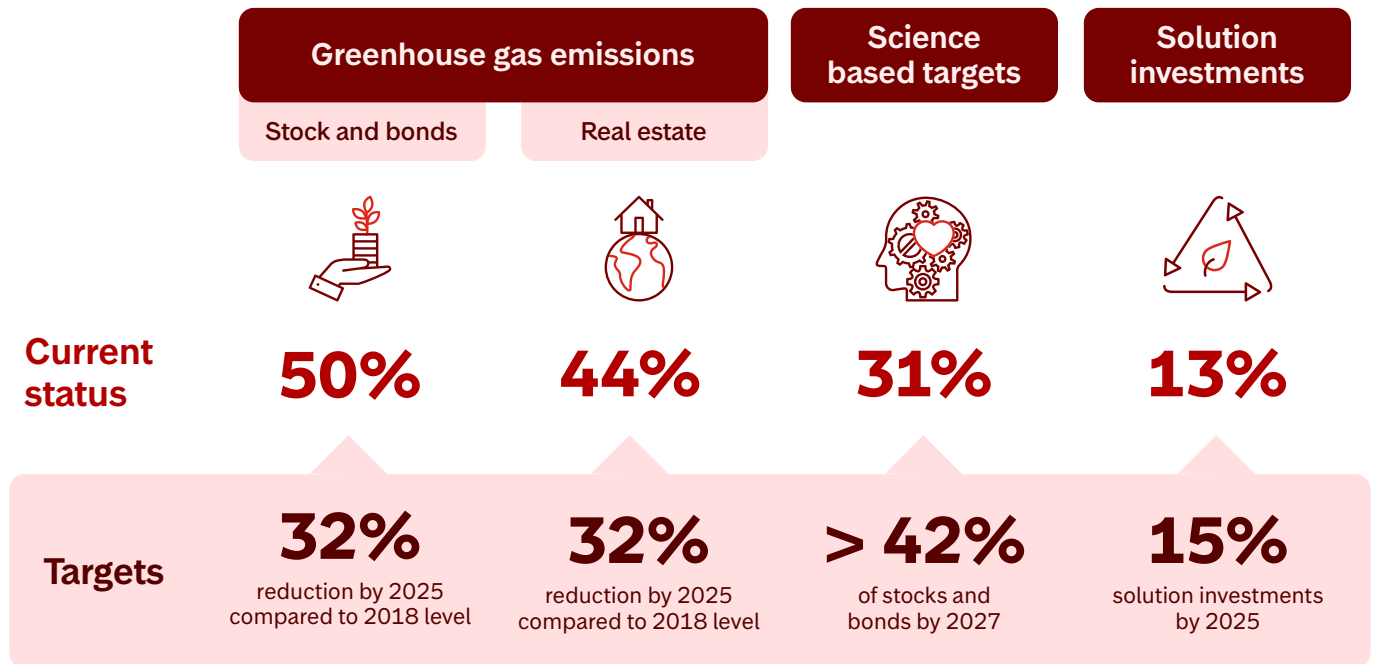 Greenhouse gas emissions
Science
based targets
Solution
investments
Stock and bonds
Real estate
Current
status
50%
44%
31%
13%
Targets
32%
reduction by 2025
compared to 2018 level
32%
reduction by 2025
compared to 2018 level
> 42%
of stocks and
bonds by 2027
15%
solution investments
by 2025